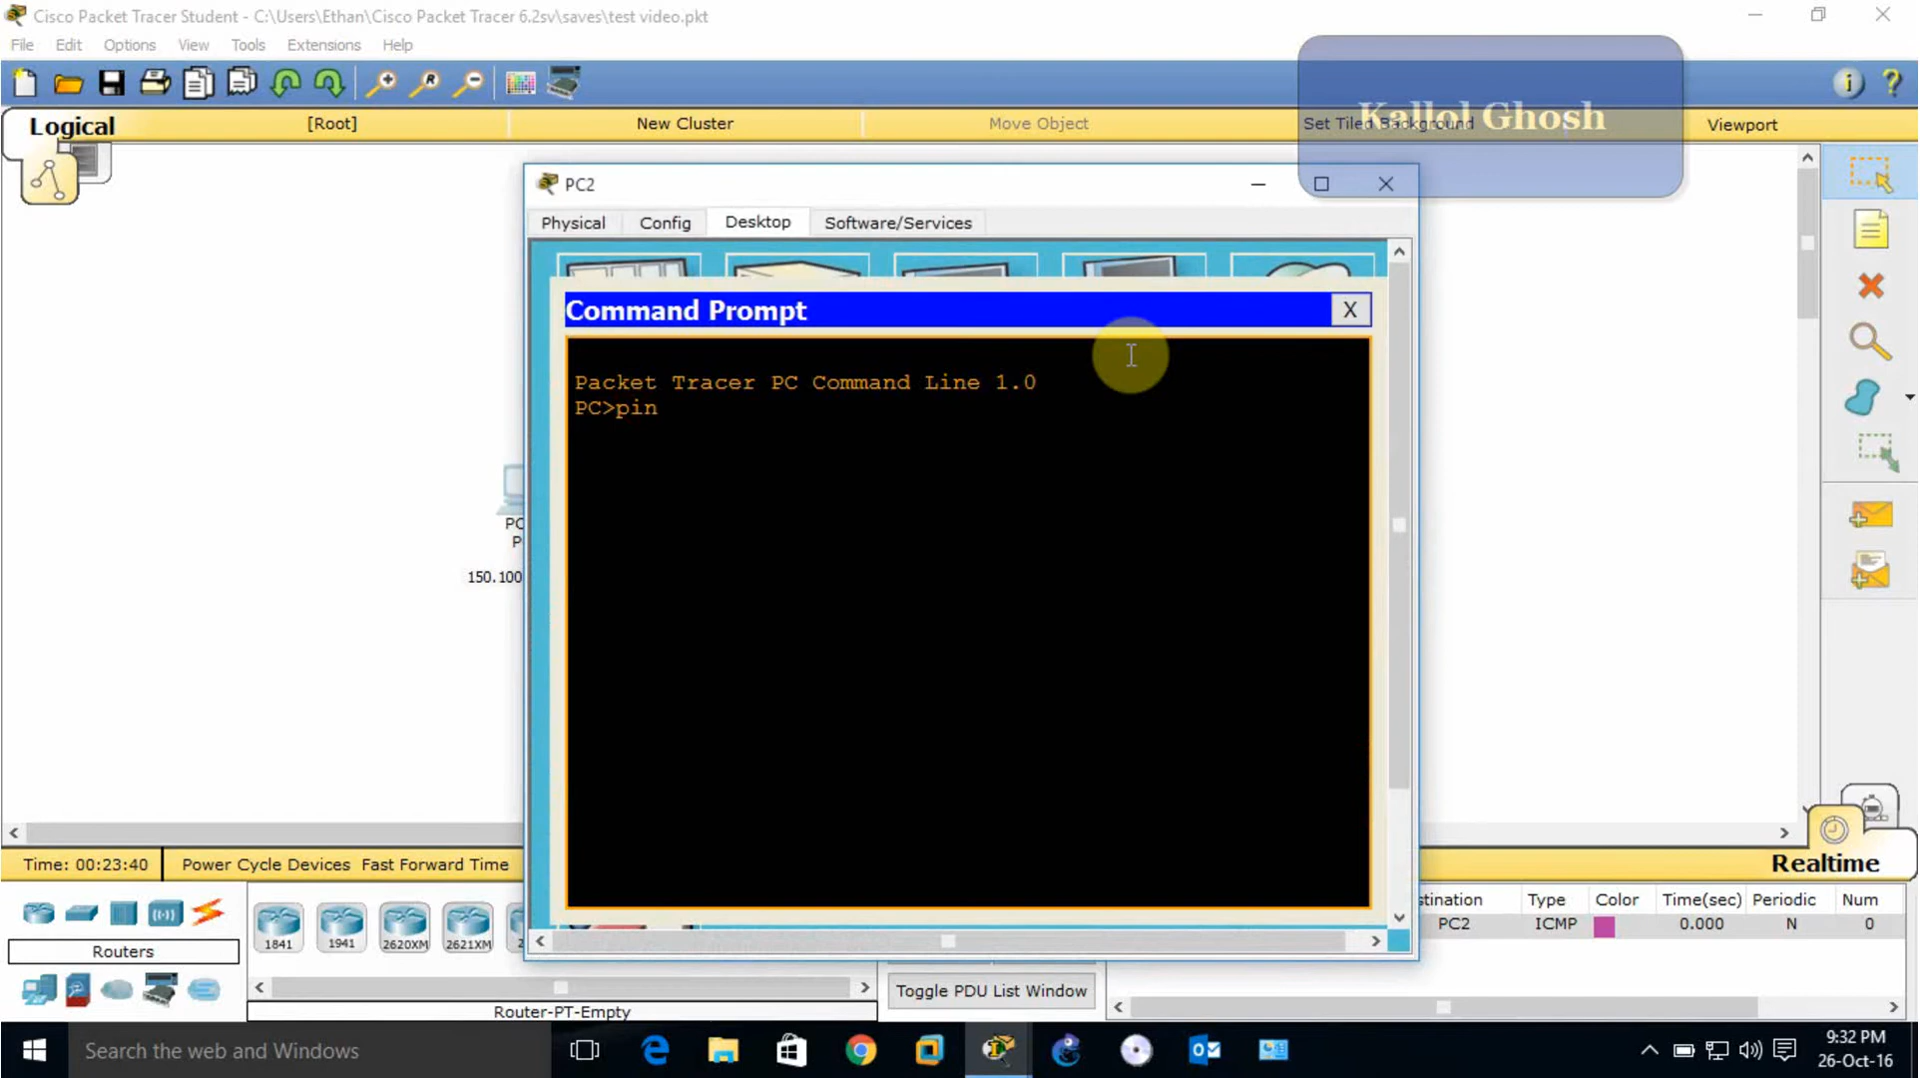 Cisco Packet Tracer Student - C:\Users\Ethan\Cisco Packet Tracer 6.2sv\saves\test video.pkt
File Edit Options View Tools Extensions Help
Kallol Ghosh
Logical [Root] New Cluster Move Object Set Tiled Background Viewport
PC2
Physical Config Desktop Software/Services
Command Prompt X
Packet Tracer PC Command Line 1.0
PC>pin
PC
P
150.100
Time: 00:23:40 Power Cycle Devices Fast Forward Time Realtime
stination Type Color Time(sec) Periodic Num
PC2 ICMP 0.000 N 0
1841 1941 2620XM 2621XM 2
Routers
Toggle PDU List Window
Router-PT-Empty
Search the web and Windows
9:32 PM
26-Oct-16